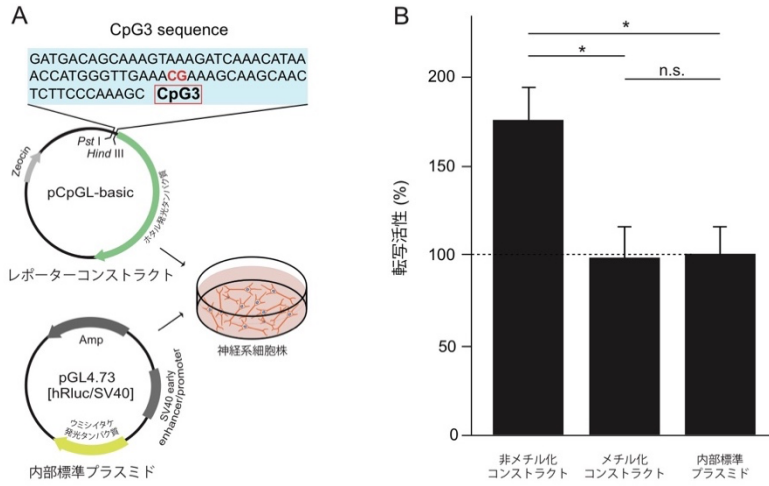 A
CpG3 sequence
GATGACAGCAAAGTAAAGATCAAACATAA
ACCATGGGTTGAAACGAAAGCAAGCAAC
TCTTCCCAAAGC CpG3
Pst I
Hind III
Zeocin
pCpGL-basic
ホタル発光タンパク質
レポーターコンストラクト
Amp
pGL4.73
[hRluc/SV40]
SV40 early
enhancer/promoter
ウミシイタケ
発光タンパク質
内部標準プラスミド
神経系細胞株
B
転写活性 (%)
200
150
100
50
0
*
*
n.s.
非メチル化
コンストラクト
メチル化
コンストラクト
内部標準
プラスミド